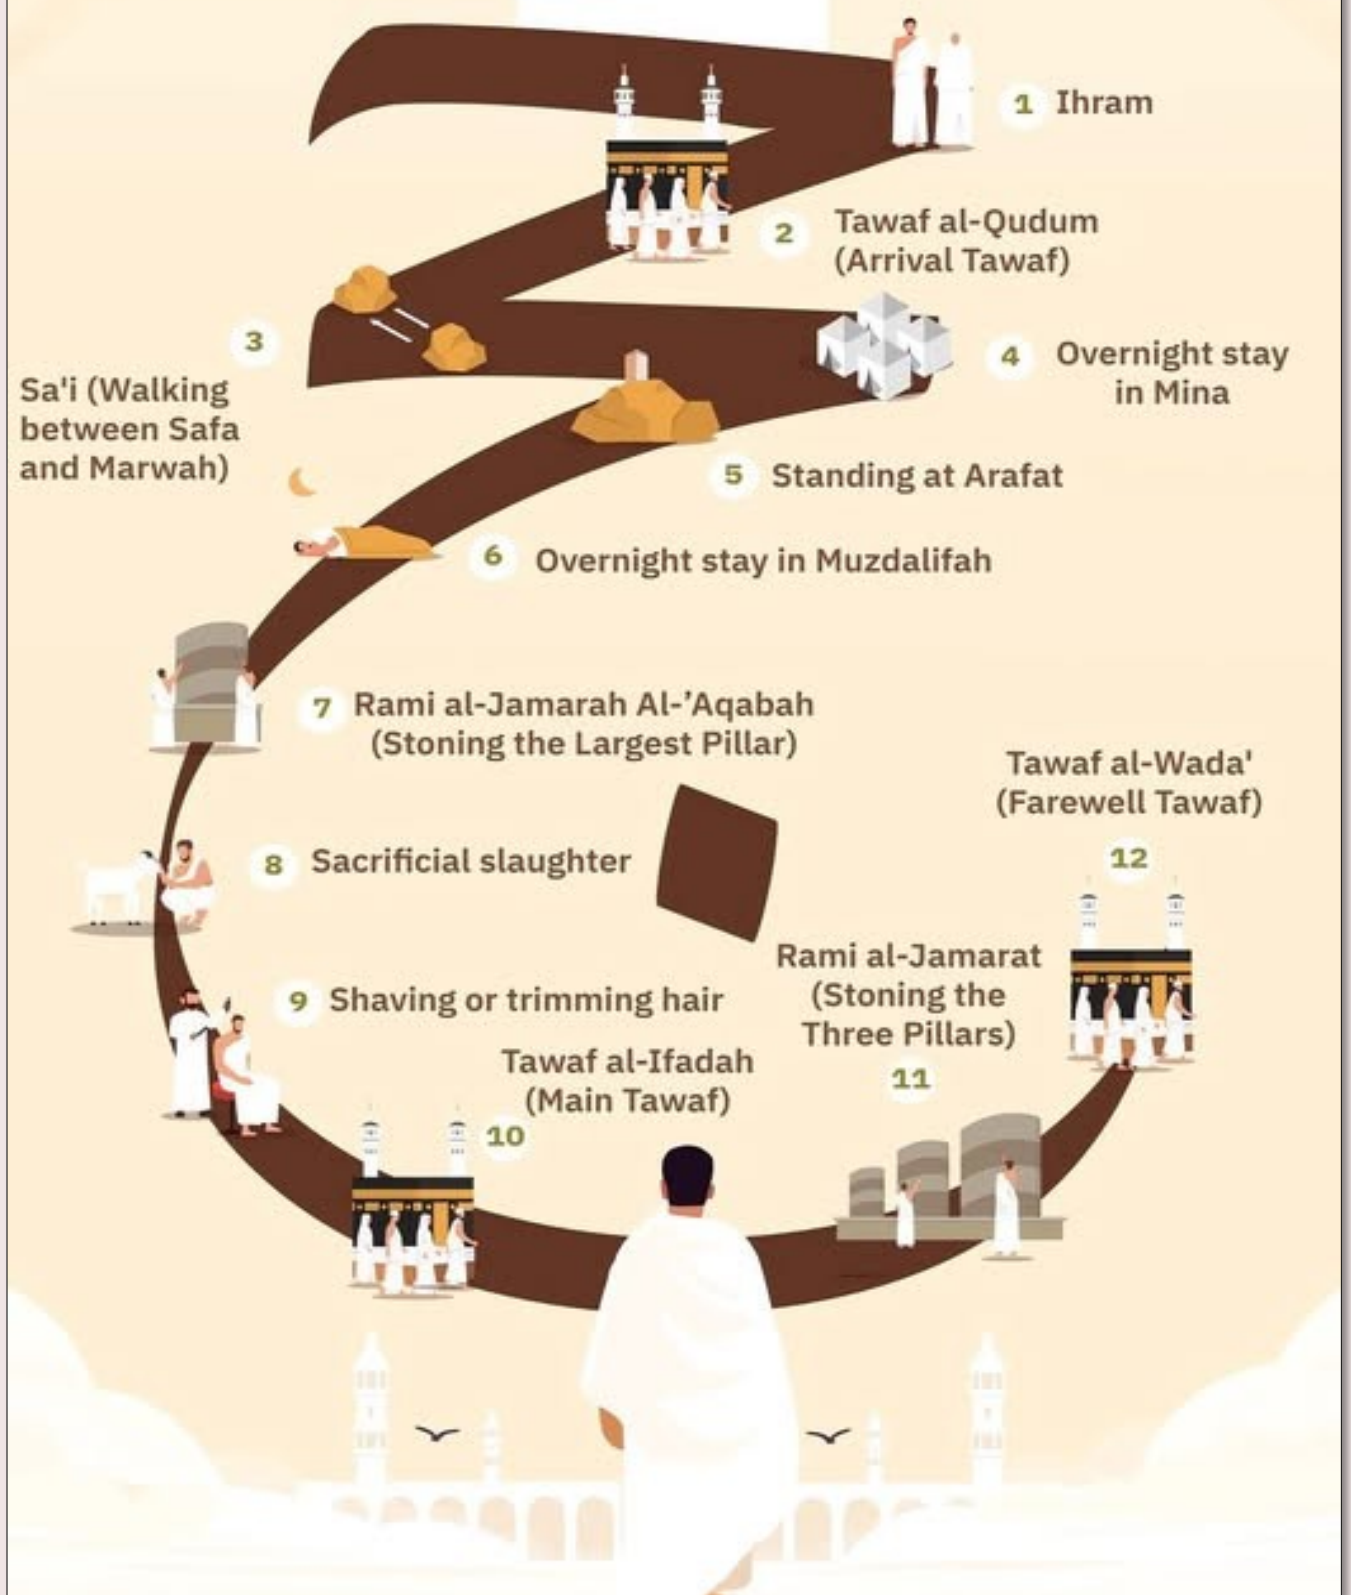 1 Ihram
2 Tawaf al-Qudum
(Arrival Tawaf)
3
Sa'i (Walking
between Safa
and Marwah)
4 Overnight stay
in Mina
5 Standing at Arafat
6 Overnight stay in Muzdalifah
7 Rami al-Jamarah Al-’Aqabah
(Stoning the Largest Pillar)
8 Sacrificial slaughter
9 Shaving or trimming hair
Tawaf al-Ifadah
(Main Tawaf)
10
Rami al-Jamarat
(Stoning the
Three Pillars)
11
Tawaf al-Wada'
(Farewell Tawaf)
12